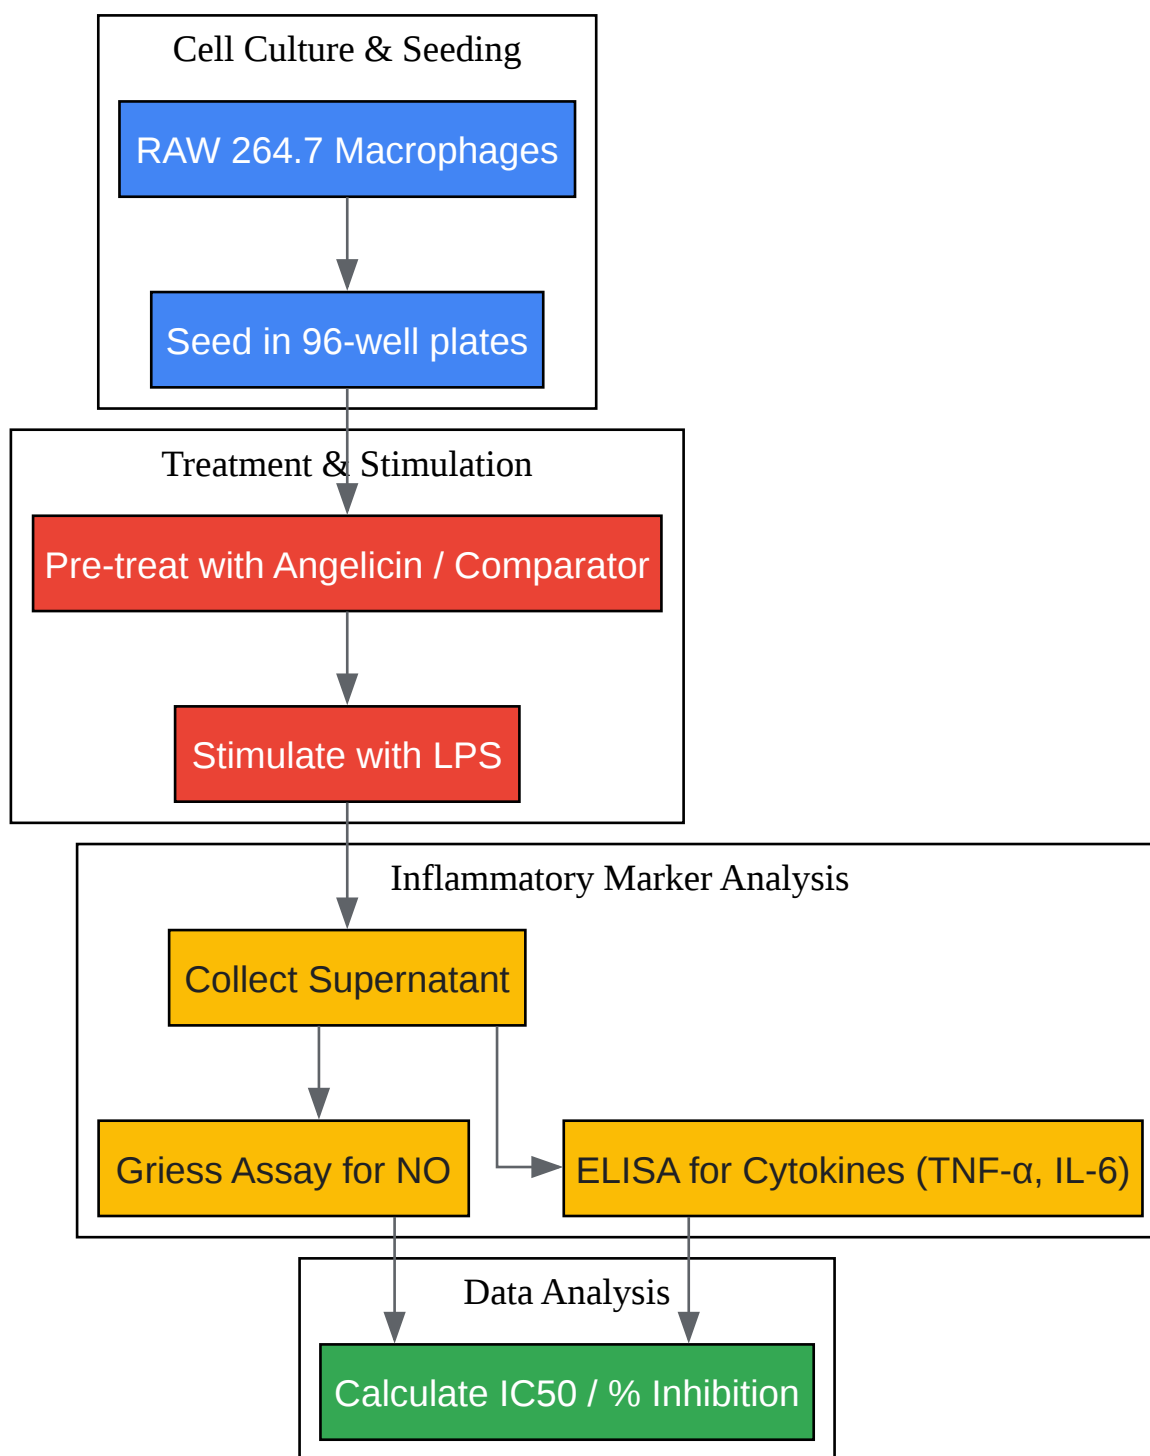 Cell Culture & Seeding
RAW 264.7 Macrophages
Seed in 96-well plates
Treatment & Stimulation
Pre-treat with Angelicin / Comparator
Stimulate with LPS
Inflammatory Marker Analysis
Collect Supernatant
Griess Assay for NO
ELISA for Cytokines (TNF-α, IL-6)
Data Analysis
Calculate IC50 / % Inhibition